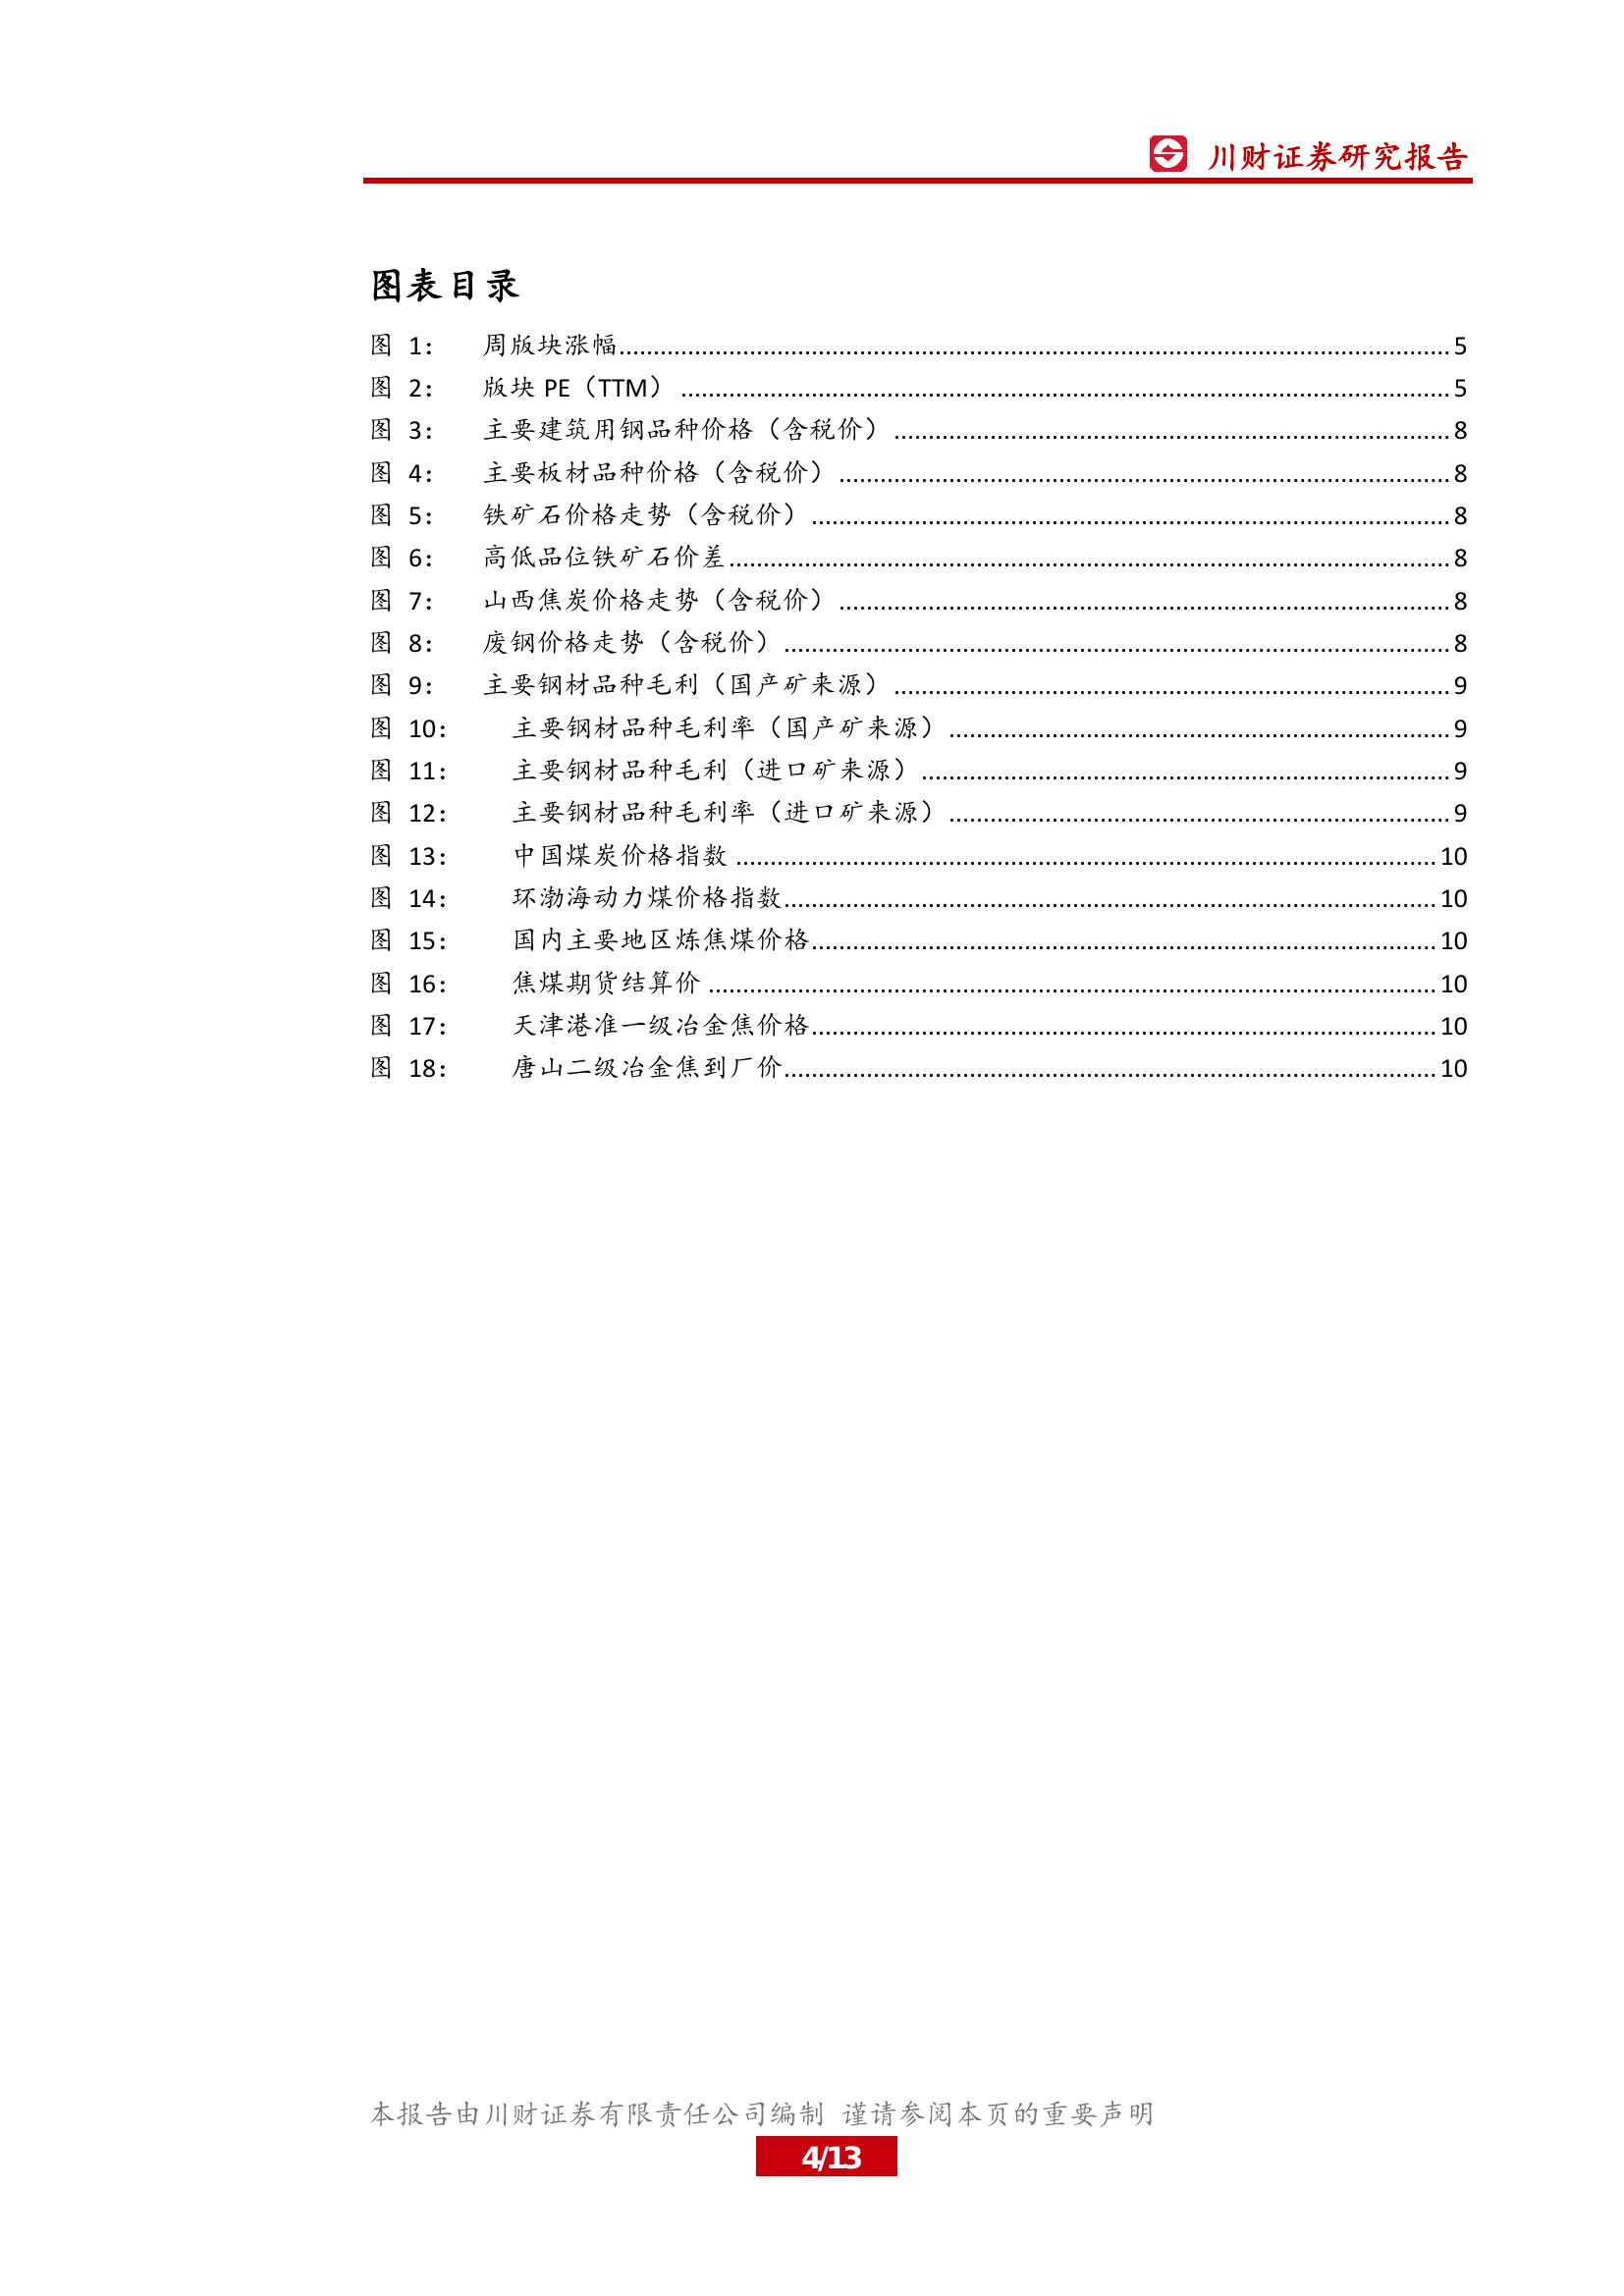 川财证券研究报告
图表目录
图 1： 周版块涨幅 5
图 2： 版块 PE（TTM） 5
图 3： 主要建筑用钢品种价格（含税价） 8
图 4： 主要板材品种价格（含税价） 8
图 5： 铁矿石价格走势（含税价） 8
图 6： 高低品位铁矿石价差 8
图 7： 山西焦炭价格走势（含税价） 8
图 8： 废钢价格走势（含税价） 8
图 9： 主要钢材品种毛利（国产矿来源） 9
图 10： 主要钢材品种毛利率（国产矿来源） 9
图 11： 主要钢材品种毛利（进口矿来源） 9
图 12： 主要钢材品种毛利率（进口矿来源） 9
图 13： 中国煤炭价格指数 10
图 14： 环渤海动力煤价格指数 10
图 15： 国内主要地区炼焦煤价格 10
图 16： 焦煤期货结算价 10
图 17： 天津港准一级冶金焦价格 10
图 18： 唐山二级冶金焦到厂价 10
本报告由川财证券有限责任公司编制 谨请参阅本页的重要声明
4/13